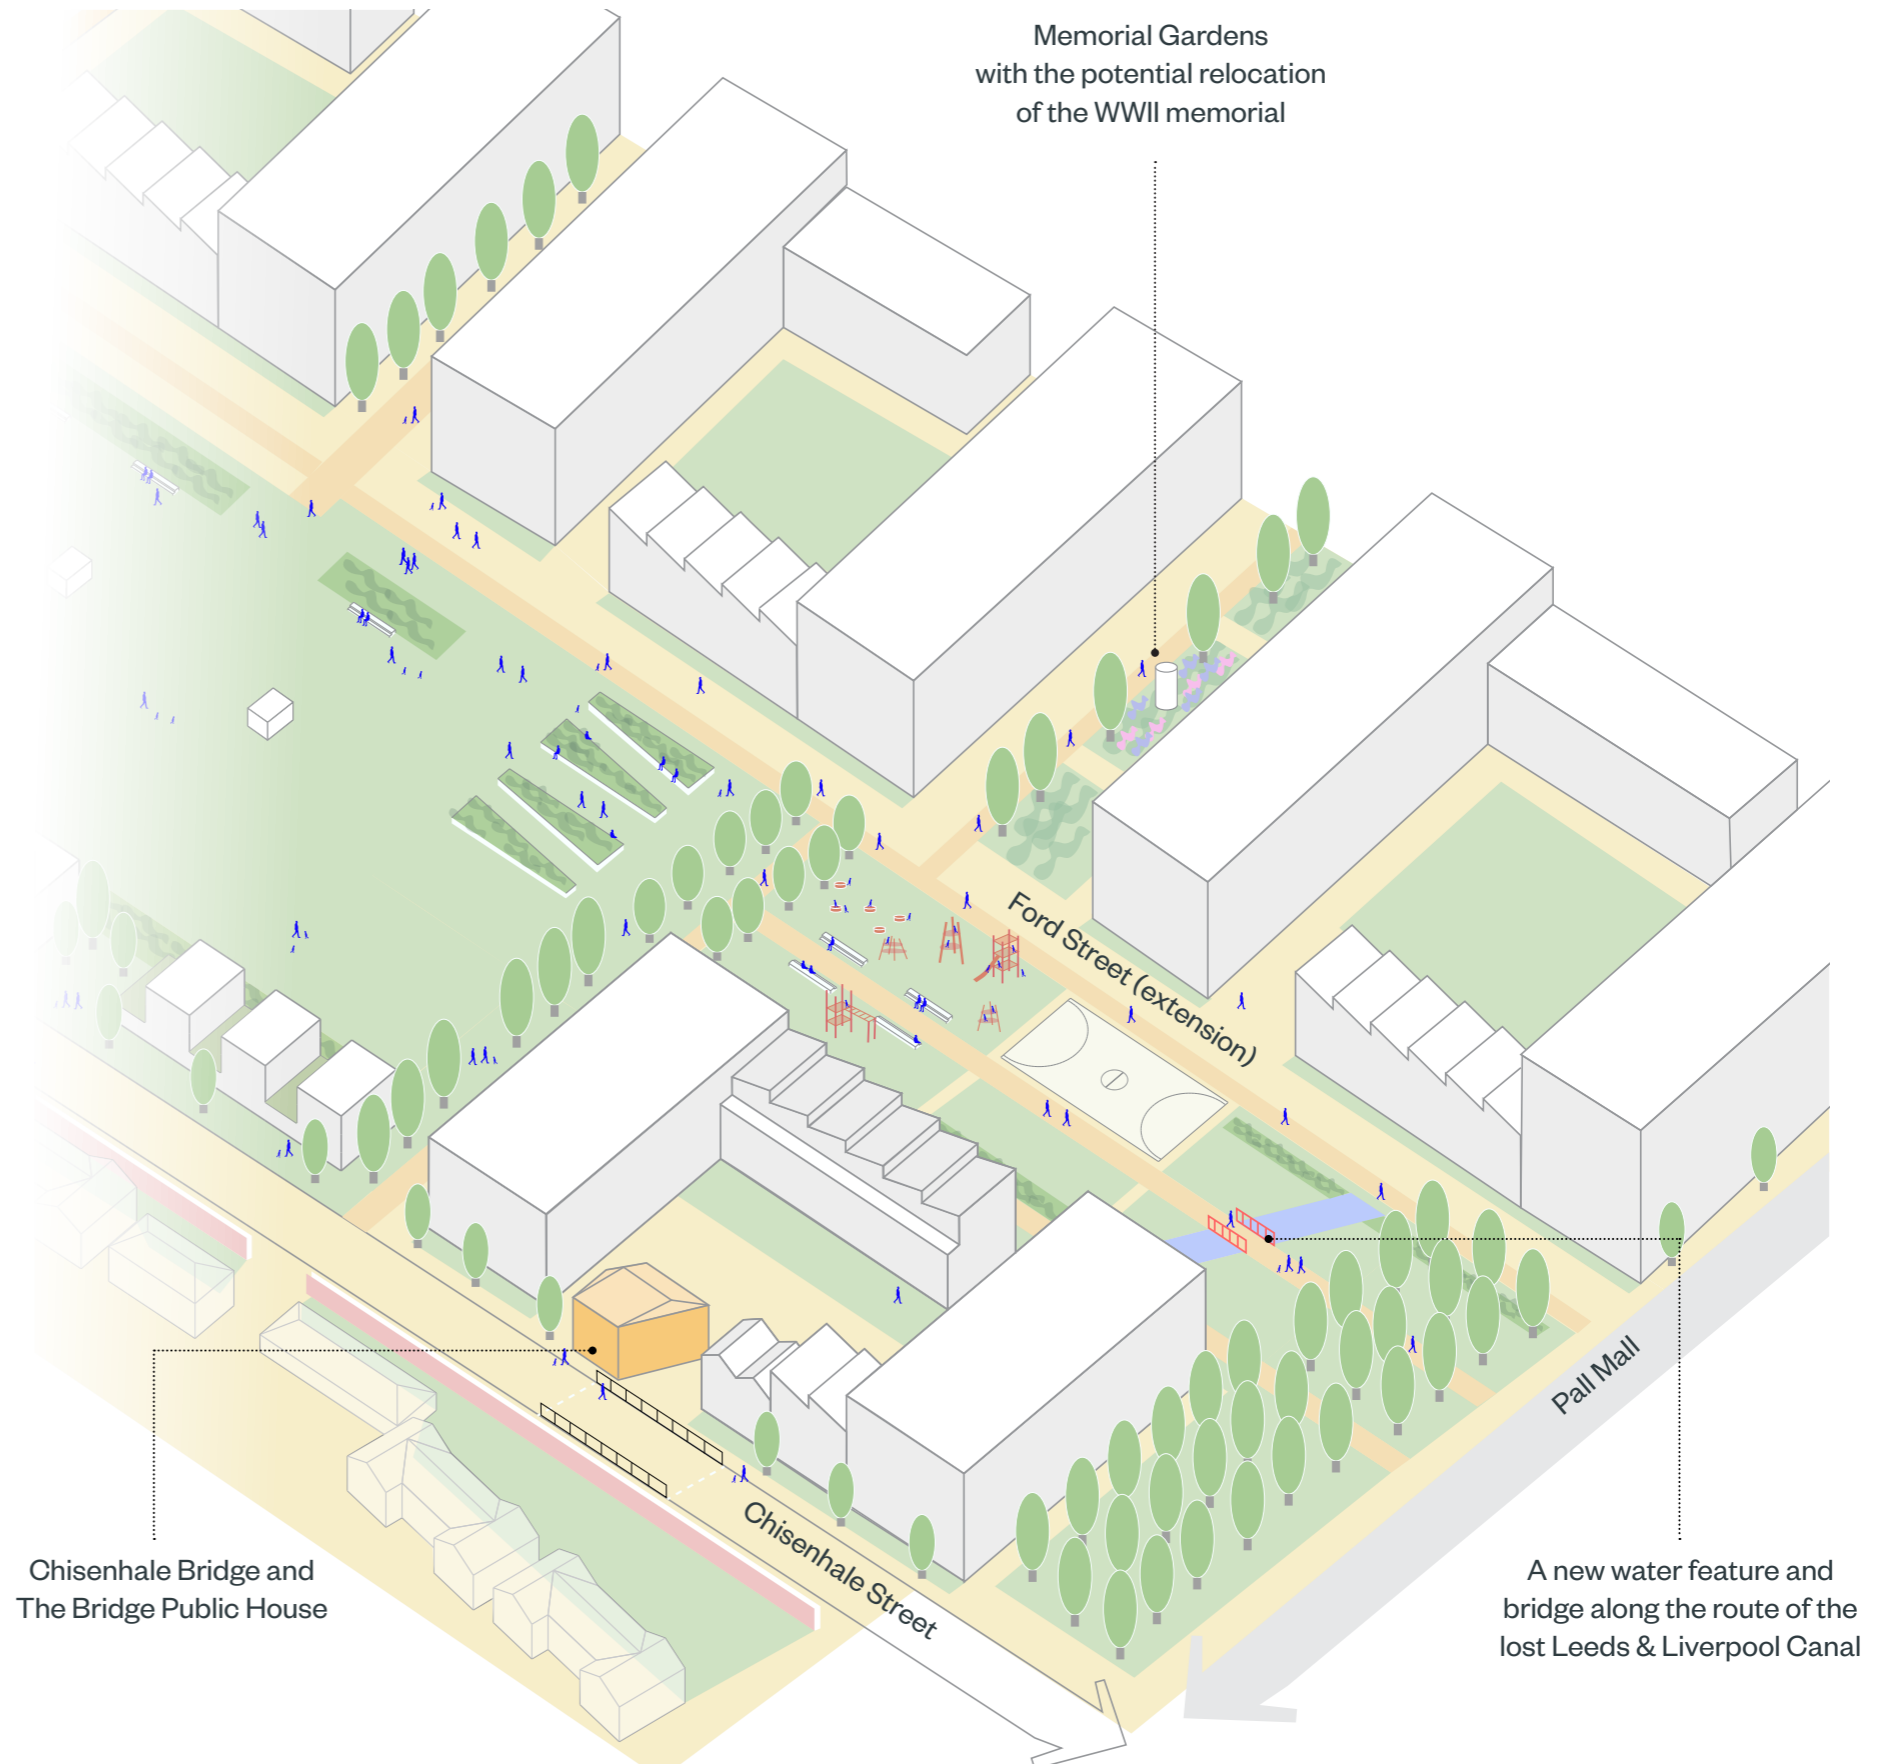 Memorial Gardens
with the potential relocation
of the WWII memorial
Ford Street (extension)
Pall Mall
Chisenhale Street
Chisenhale Bridge and
The Bridge Public House
A new water feature and
bridge along the route of the
lost Leeds & Liverpool Canal